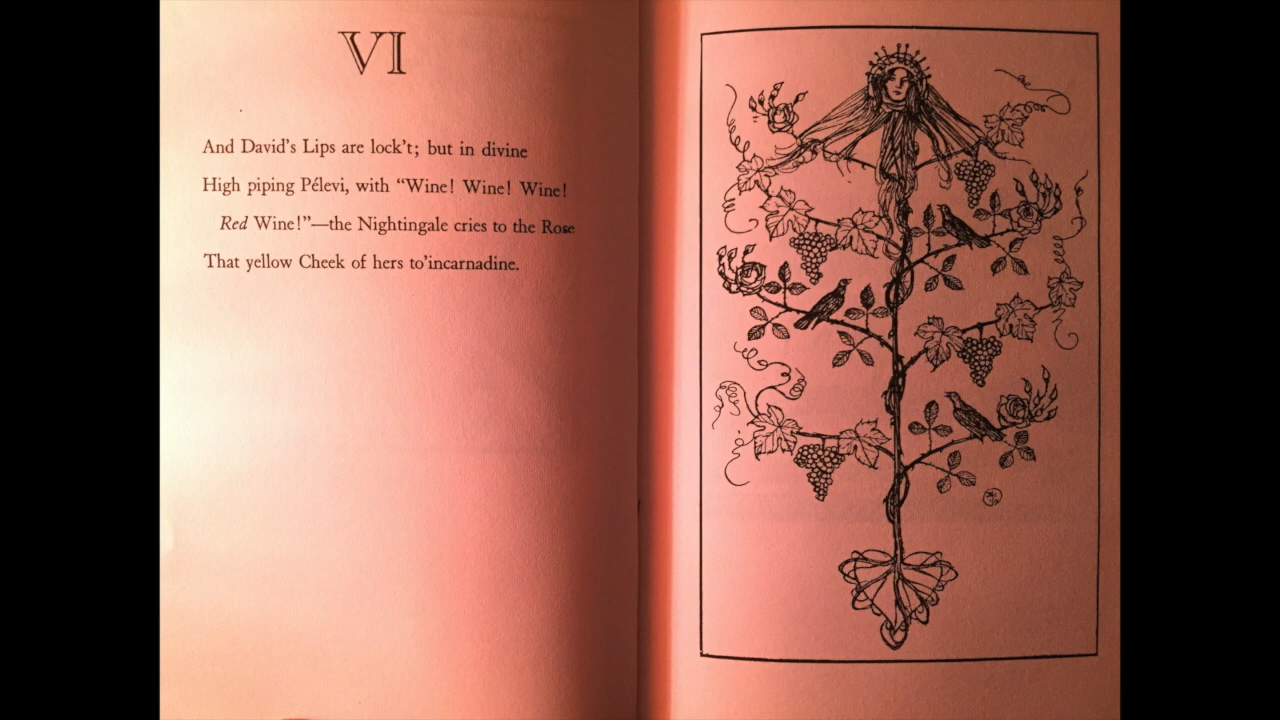 VI
And David's Lips are lock't; but in divine
High piping Pélevi, with “Wine! Wine! Wine!
Red Wine!”—the Nightingale cries to the Rose
That yellow Cheek of hers to'incarnadine.